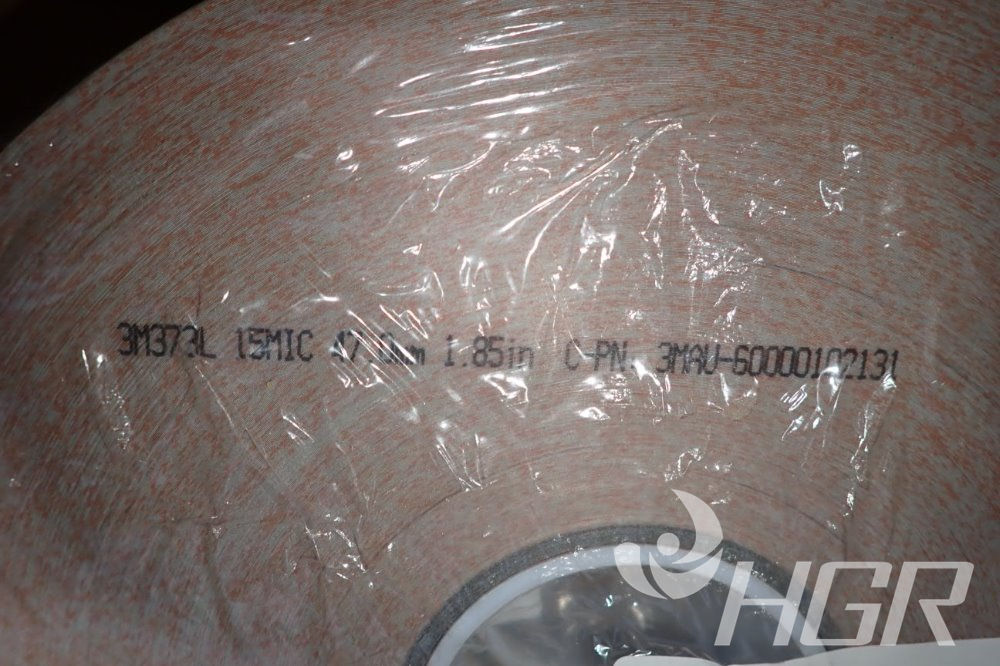 3M373L 15MIC 47.0mm 1.85in C-PN. 3MAU-60000102131
HGR